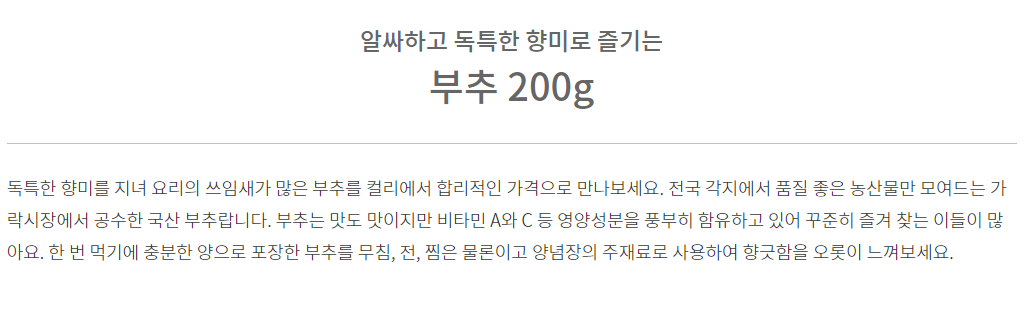 알싸하고 독특한 향미로 즐기는
부추 200g
독특한 향미를 지녀 요리의 쓰임새가 많은 부추를 컬리에서 합리적인 가격으로 만나보세요. 전국 각지에서 품질 좋은 농산물만 모여드는 가
락시장에서 공수한 국산 부추랍니다. 부추는 맛도 맛이지만 비타민 A와 C 등 영양성분을 풍부히 함유하고 있어 꾸준히 즐겨 찾는 이들이 많
아요. 한 번 먹기에 충분한 양으로 포장한 부추를 무침, 전, 찜은 물론이고 양념장의 주재료로 사용하여 향긋함을 오롯이 느껴보세요.